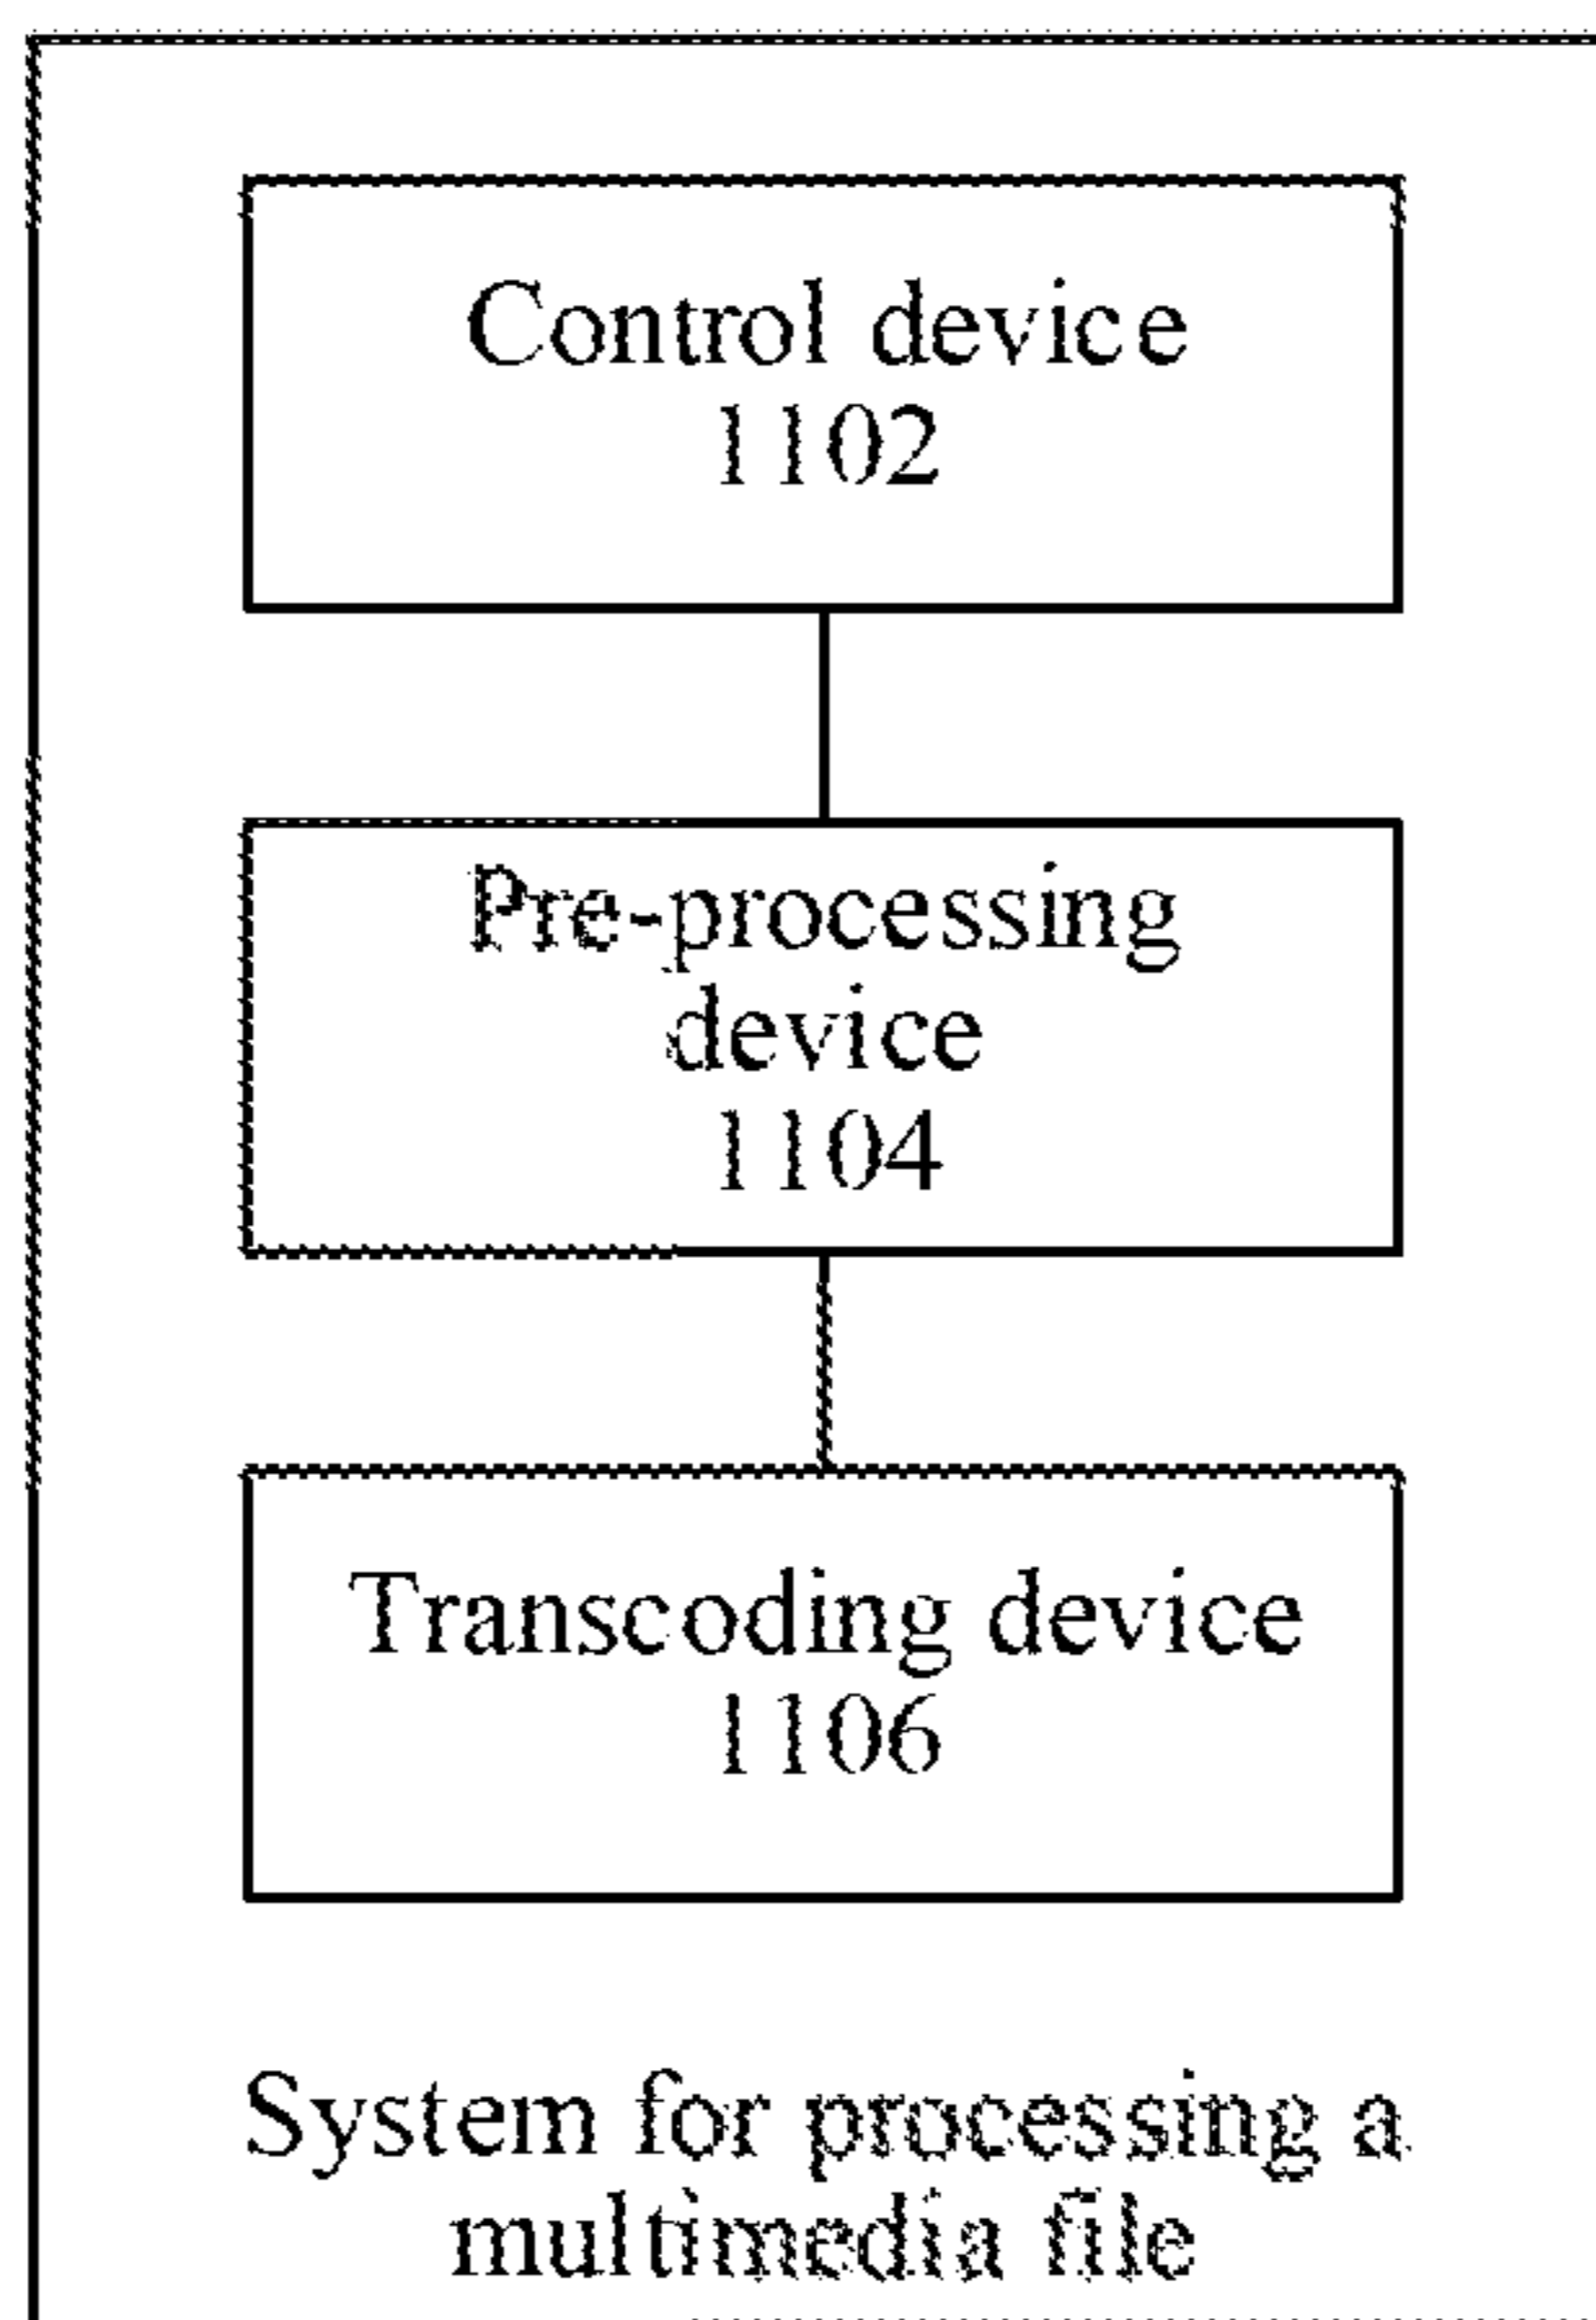 Control device
1102
Pre-processing
device
1104
Transcoding device
1106
System for processing a
multimedia file